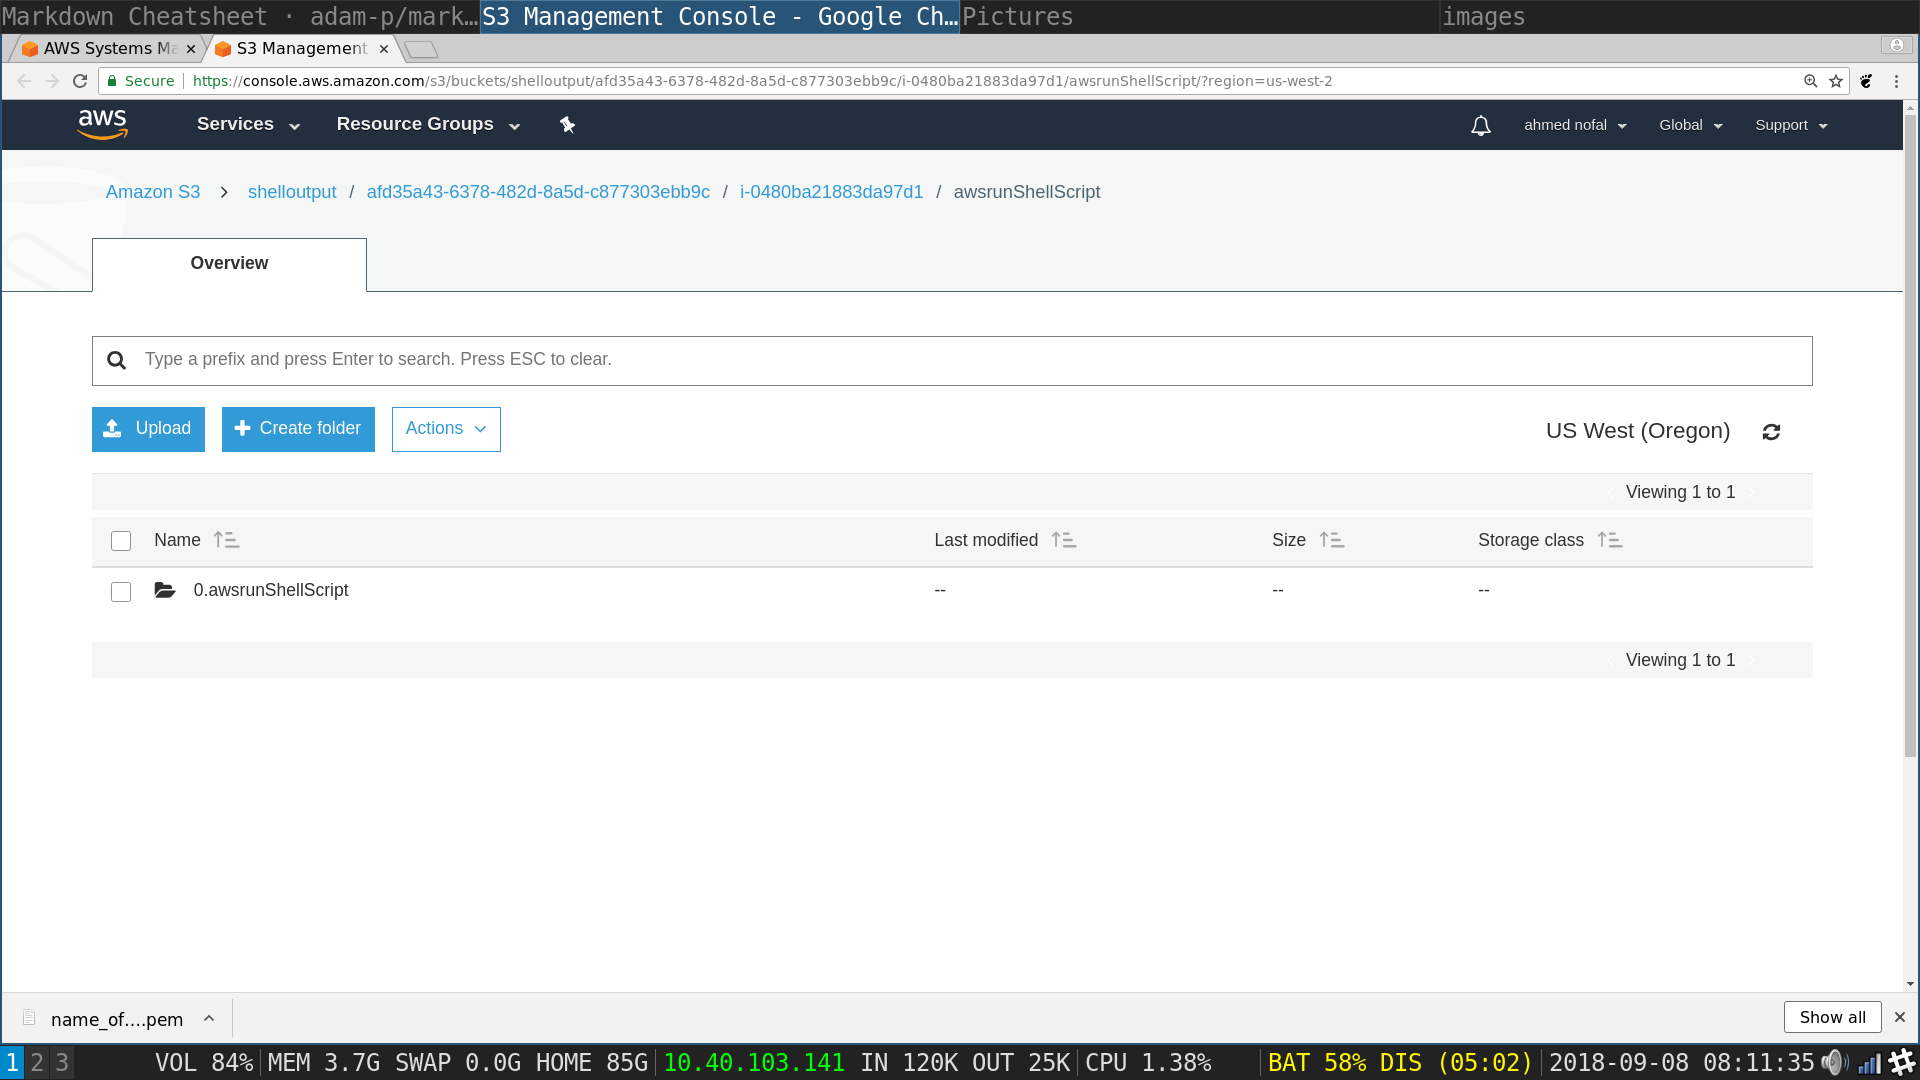 Markdown Cheatsheet · adam-p/mark… S3 Management Console - Google Ch… Pictures images
AWS Systems Ma S3 Management
Secure https://console.aws.amazon.com/s3/buckets/shelloutput/afd35a43-6378-482d-8a5d-c877303ebb9c/i-0480ba21883da97d1/awsrunShellScript/?region=us-west-2
aws Services Resource Groups ahmed nofal Global Support
Amazon S3 > shelloutput / afd35a43-6378-482d-8a5d-c877303ebb9c / i-0480ba21883da97d1 / awsrunShellScript
Overview
Type a prefix and press Enter to search. Press ESC to clear.
Upload Create folder Actions US West (Oregon)
Viewing 1 to 1
Name Last modified Size Storage class
0.awsrunShellScript -- -- --
Viewing 1 to 1
name_of....pem Show all
1 2 3 VOL 84% MEM 3.7G SWAP 0.0G HOME 85G 10.40.103.141 IN 120K OUT 25K CPU 1.38% BAT 58% DIS (05:02) 2018-09-08 08:11:35